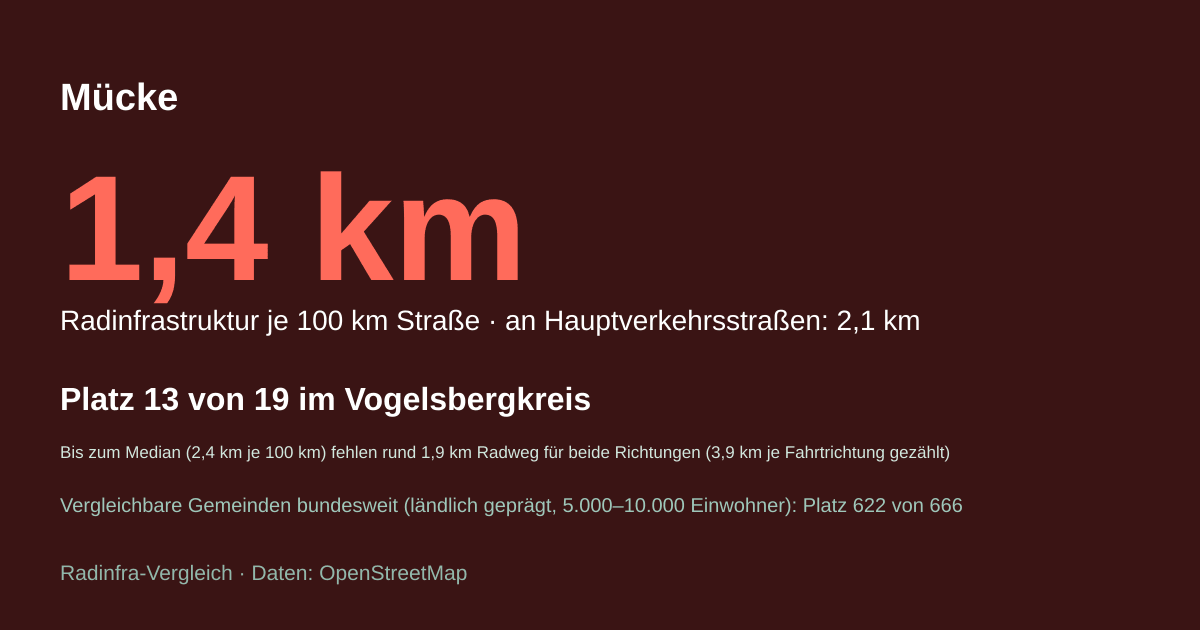 Mücke
1,4 km
Radinfrastruktur je 100 km Straße · an Hauptverkehrsstraßen: 2,1 km
Platz 13 von 19 im Vogelsbergkreis
Bis zum Median (2,4 km je 100 km) fehlen rund 1,9 km Radweg für beide Richtungen (3,9 km je Fahrtrichtung gezählt)
Vergleichbare Gemeinden bundesweit (ländlich geprägt, 5.000–10.000 Einwohner): Platz 622 von 666
Radinfra-Vergleich · Daten: OpenStreetMap